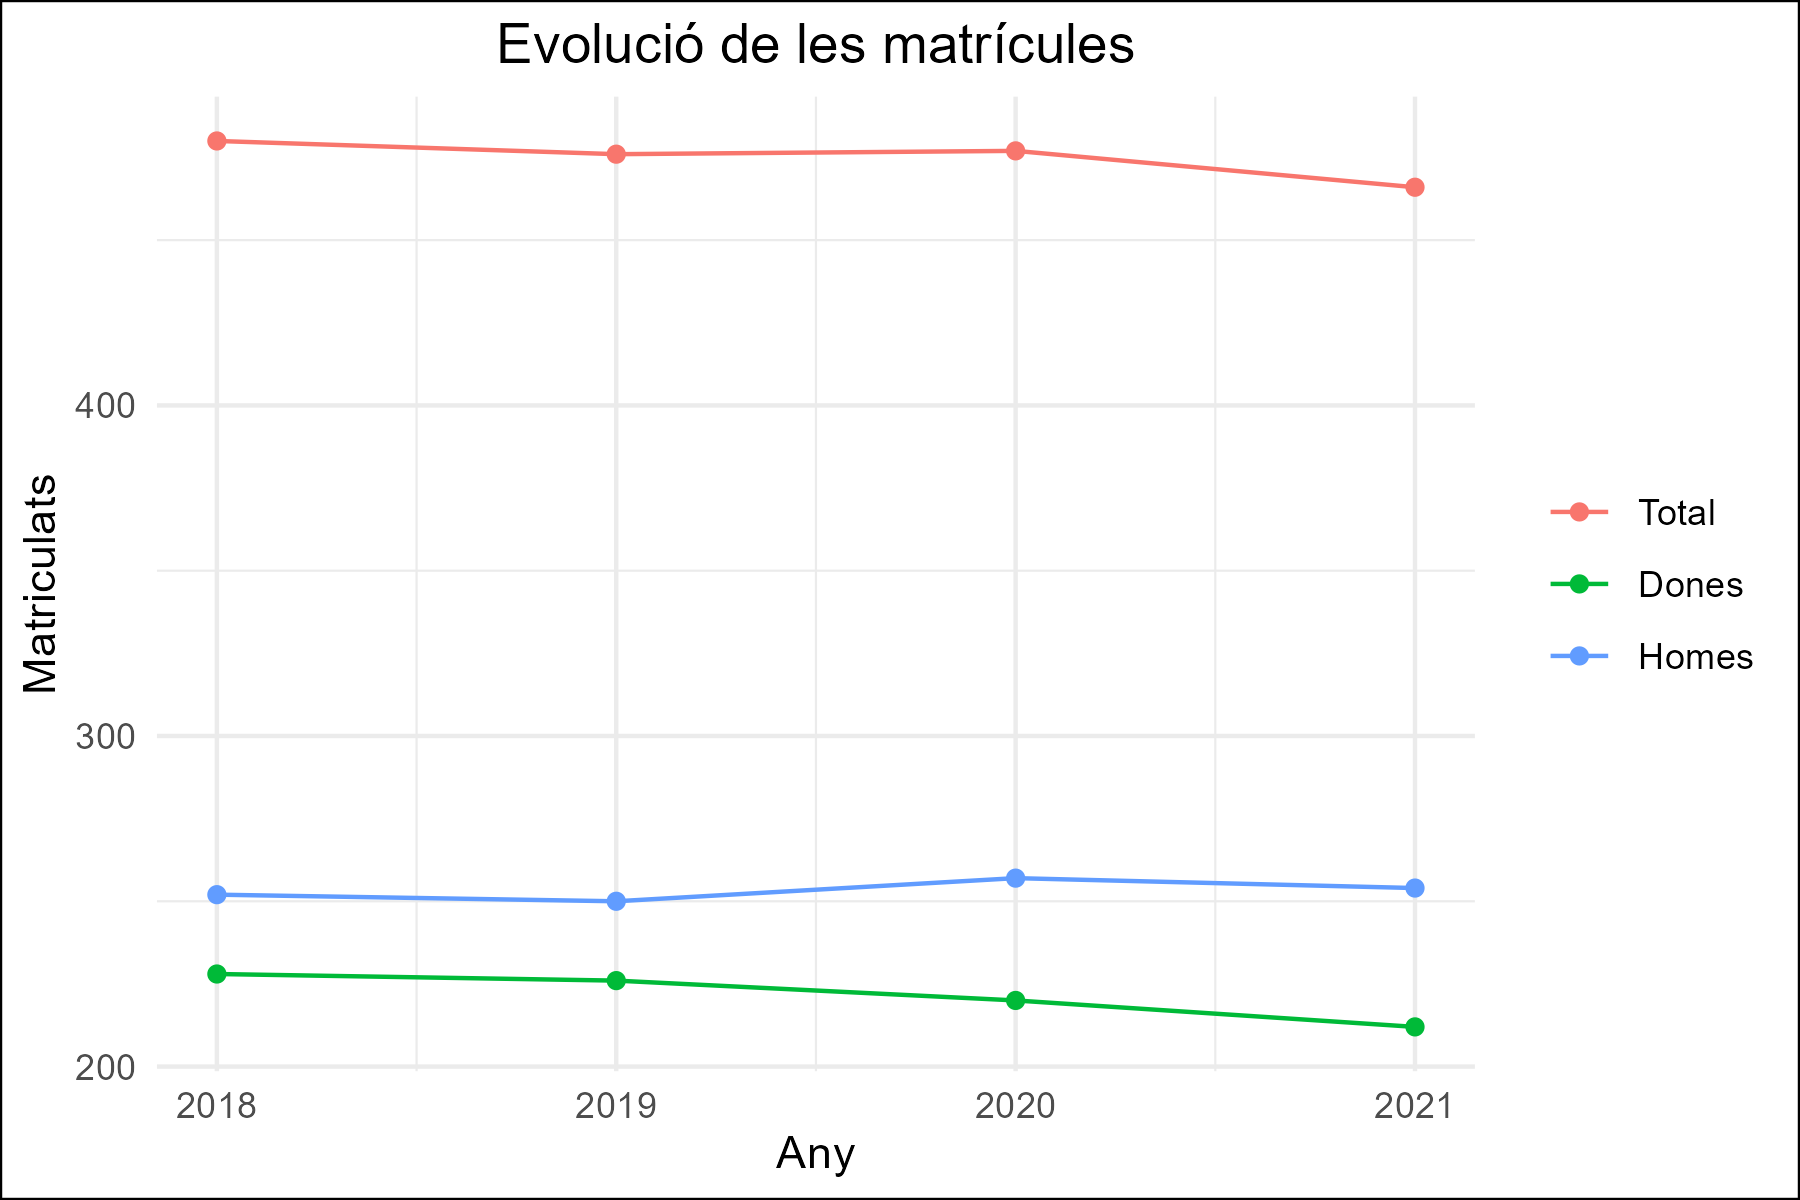 Evolució de les matrícules
Matriculats
400
300
200
2018
2019
2020
2021
Any
Total
Dones
Homes